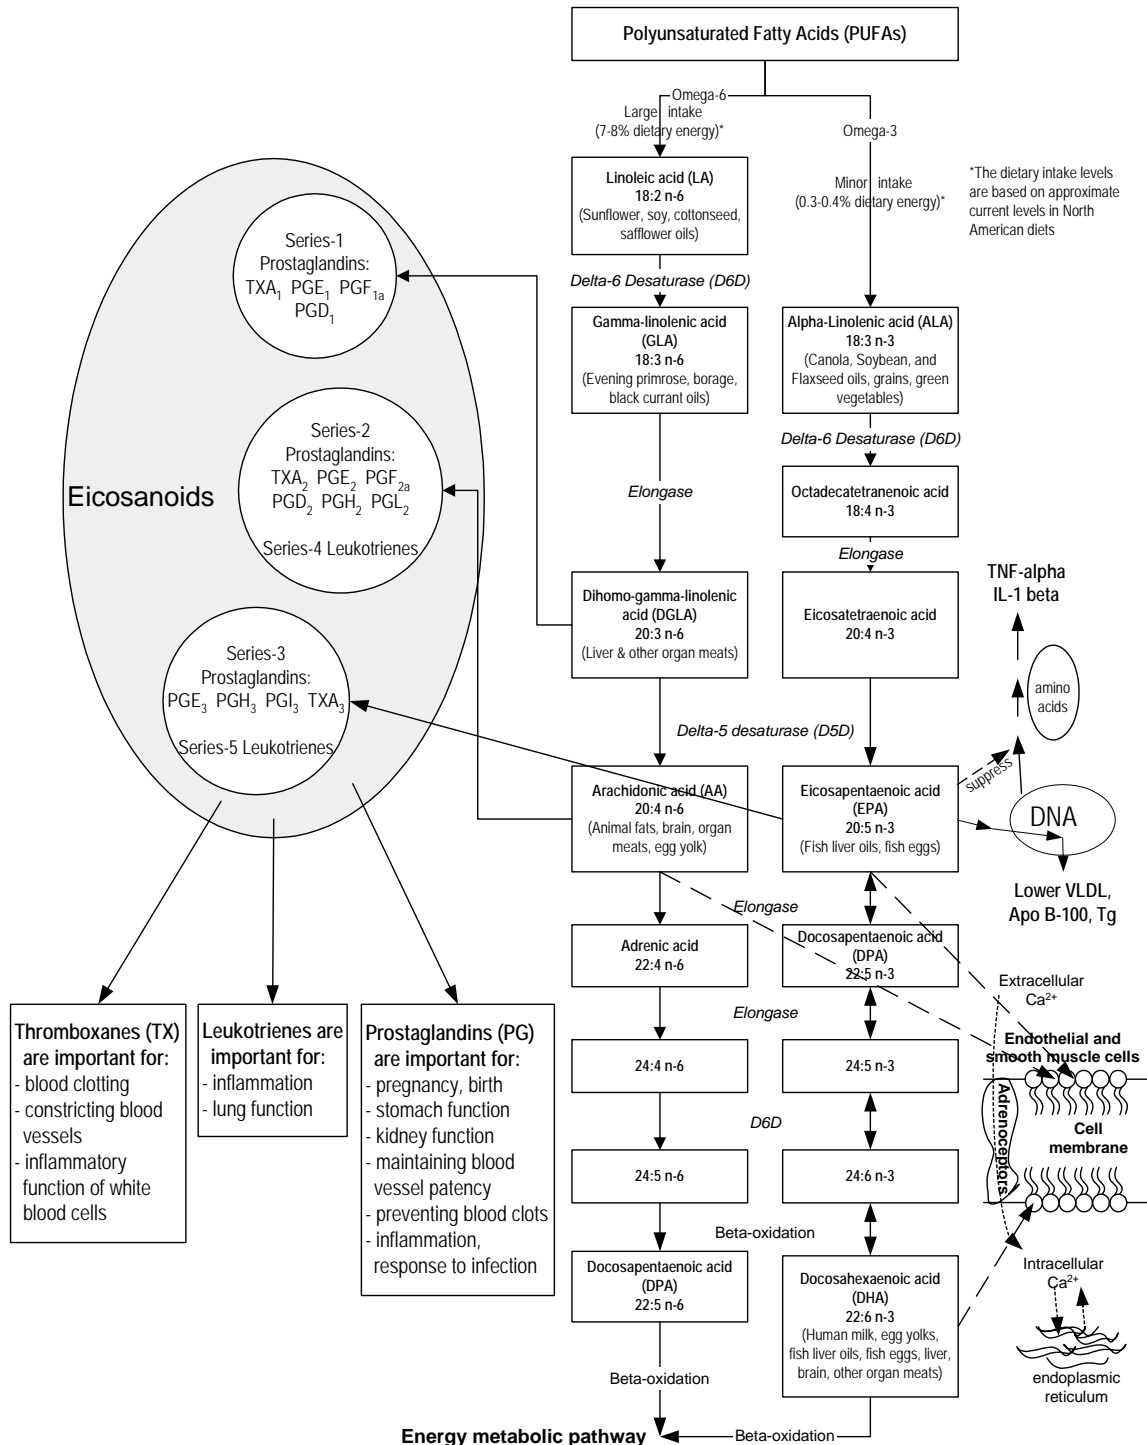 Polyunsaturated Fatty Acids (PUFAs)
Omega-6
Large intake
(7-8% dietary energy)*
Omega-3
Minor intake
(0.3-0.4% dietary energy)*
*The dietary intake levels
are based on approximate
current levels in North
American diets
Linoleic acid (LA)
18:2 n-6
(Sunflower, soy, cottonseed,
safflower oils)
Delta-6 Desaturase (D6D)
Gamma-linolenic acid
(GLA)
18:3 n-6
(Evening primrose, borage,
black currant oils)
Alpha-Linolenic acid (ALA)
18:3 n-3
(Canola, Soybean, and
Flaxseed oils, grains, green
vegetables)
Delta-6 Desaturase (D6D)
Elongase
Octadecatetranenoic acid
18:4 n-3
Elongase
Dihomo-gamma-linolenic
acid (DGLA)
20:3 n-6
(Liver & other organ meats)
Eicosatetraenoic acid
20:4 n-3
Delta-5 desaturase (D5D)
Arachidonic acid (AA)
20:4 n-6
(Animal fats, brain, organ
meats, egg yolk)
Eicosapentaenoic acid
(EPA)
20:5 n-3
(Fish liver oils, fish eggs)
Elongase
Adrenic acid
22:4 n-6
Docosapentaenoic acid
(DPA)
22:5 n-3
Elongase
24:4 n-6
24:5 n-3
D6D
24:5 n-6
24:6 n-3
Beta-oxidation
Docosapentaenoic acid
(DPA)
22:5 n-6
Docosahexaenoic acid
(DHA)
22:6 n-3
(Human milk, egg yolks,
fish liver oils, fish eggs, liver,
brain, other organ meats)
Beta-oxidation
Energy metabolic pathway
Beta-oxidation
Eicosanoids
Series-1
Prostaglandins:
TXA1 PGE1 PGF1a
PGD1
Series-2
Prostaglandins:
TXA2 PGE2 PGF2a
PGD2 PGH2 PGL2
Series-4 Leukotrienes
Series-3
Prostaglandins:
PGE3 PGH3 PGI3 TXA3
Series-5 Leukotrienes
Thromboxanes (TX)
are important for:
- blood clotting
- constricting blood
vessels
- inflammatory
function of white
blood cells
Leukotrienes are
important for:
- inflammation
- lung function
Prostaglandins (PG)
are important for:
- pregnancy, birth
- stomach function
- kidney function
- maintaining blood
vessel patency
- preventing blood clots
- inflammation,
response to infection
TNF-alpha
IL-1 beta
amino
acids
suppress
DNA
Lower VLDL,
Apo B-100, Tg
Extracellular
Ca2+
Endothelial and
smooth muscle cells
Adrenoceptors
Cell
membrane
Intracellular
Ca2+
endoplasmic
reticulum